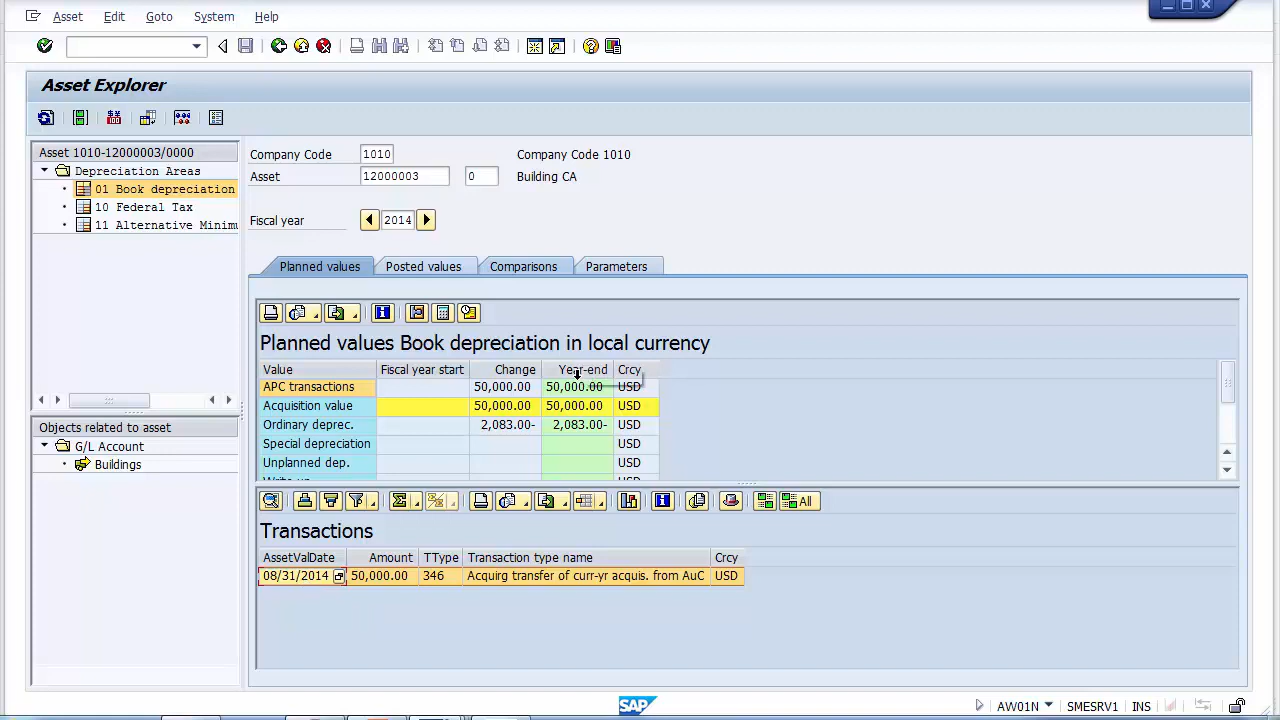 Asset Edit Goto System Help
Asset Explorer
Asset 1010-12000003/0000
Depreciation Areas
01 Book depreciation
10 Federal Tax
11 Alternative Minimu
Objects related to asset
G/L Account
Buildings
Company Code 1010 Company Code 1010
Asset 12000003 0 Building CA
Fiscal year 2014
Planned values Posted values Comparisons Parameters
Planned values Book depreciation in local currency
Value Fiscal year start Change Year-end Crcy
APC transactions 50,000.00 50,000.00 USD
Acquisition value 50,000.00 50,000.00 USD
Ordinary deprec. 2,083.00- 2,083.00- USD
Special depreciation USD
Unplanned dep. USD
All
Transactions
AssetValDate Amount TType Transaction type name Crcy
08/31/2014 50,000.00 346 Acquirg transfer of curr-yr acquis. from AuC USD
SAP AW01N SMESRV1 INS